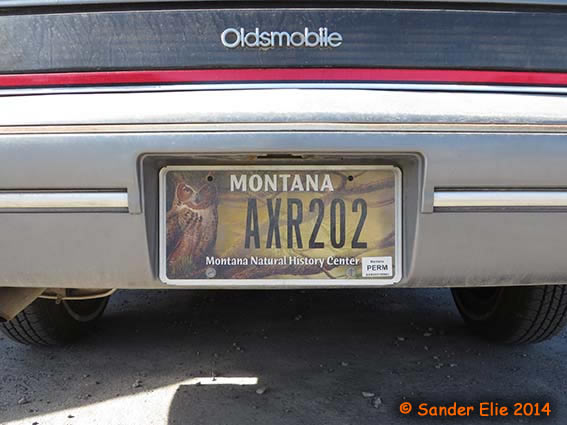 Oldsmobile
MONTANA
AXR202
Montana Natural History Center
PERM
© Sander Elie 2014